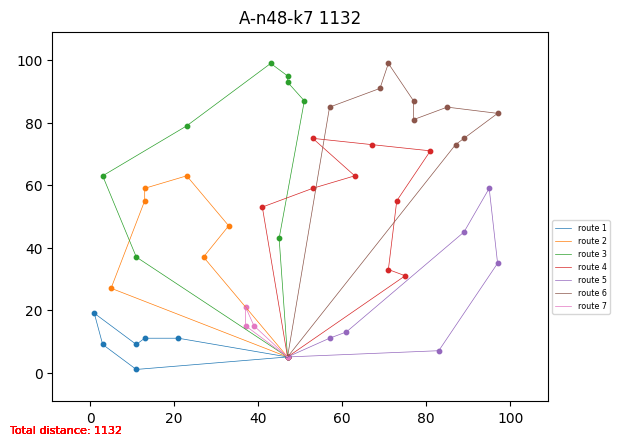 A-n48-k7 1132
100
80
60
40
20
0
0 20 40 60 80 100
route 1
route 2
route 3
route 4
route 5
route 6
route 7
Total distance: 1132